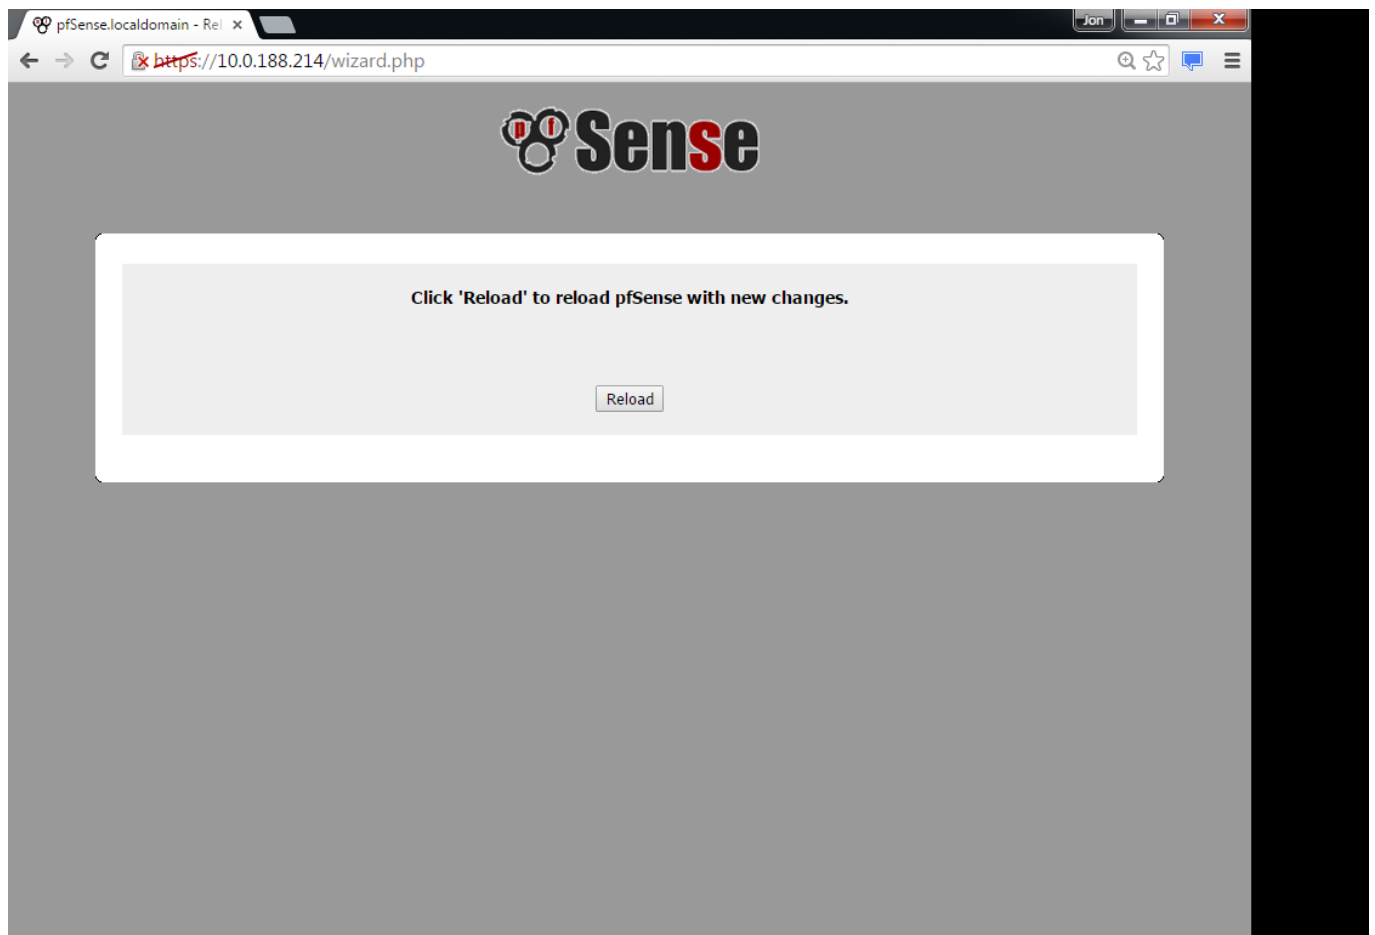 pfSense.localdomain - Rel
Jon
https://10.0.188.214/wizard.php
pf Sense
Click 'Reload' to reload pfSense with new changes.
Reload